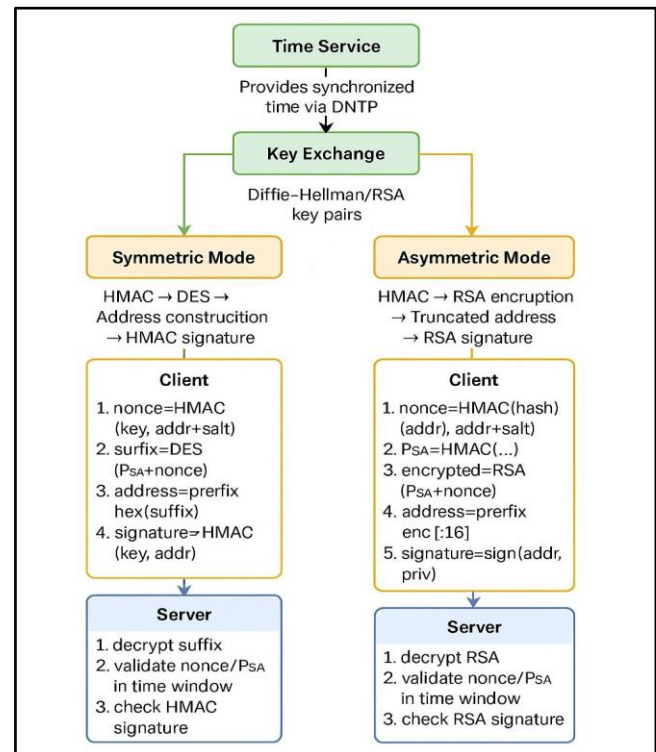 Time Service
Provides synchronized
time via DNTP
Key Exchange
Diffie–Hellman/RSA
key pairs
Symmetric Mode
HMAC → DES →
Address construcition
→ HMAC signature
Client
1. nonce=HMAC
(key, addr+salt)
2. surfix=DES
(PSA+nonce)
3. address=prefix
hex(suffix)
4. signature=HMAC
(key, addr)
Server
1. decrypt suffix
2. validate nonce/PSA
in time window
3. check HMAC
signature
Asymmetric Mode
HMAC → RSA encryption
→ Truncated address
→ RSA signature
Client
1. nonce=HMAC(hash)
(addr), addr+salt)
2. PSA=HMAC(...)
3. encrypted=RSA
(PSA+nonce)
4. address=prefix
enc [:16]
5. signature=sign(addr,
priv)
Server
1. decrypt RSA
2. validate nonce/PSA
in time window
3. check RSA signature